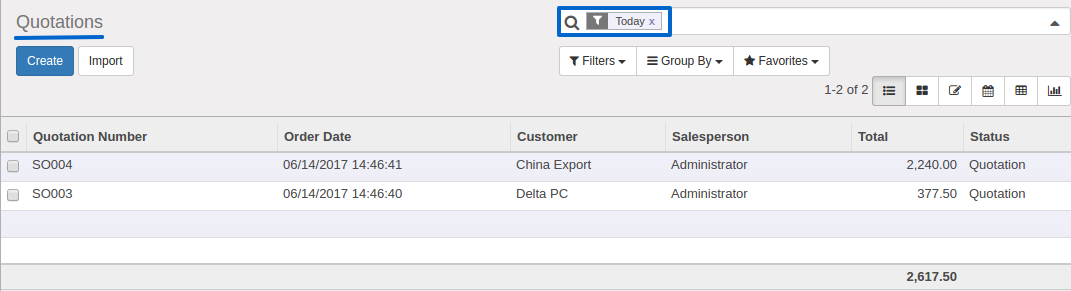 Quotations
Today x
Create Import
Filters Group By Favorites
1-2 of 2
Quotation Number Order Date Customer Salesperson Total Status
SO004 06/14/2017 14:46:41 China Export Administrator 2,240.00 Quotation
SO003 06/14/2017 14:46:40 Delta PC Administrator 377.50 Quotation
2,617.50